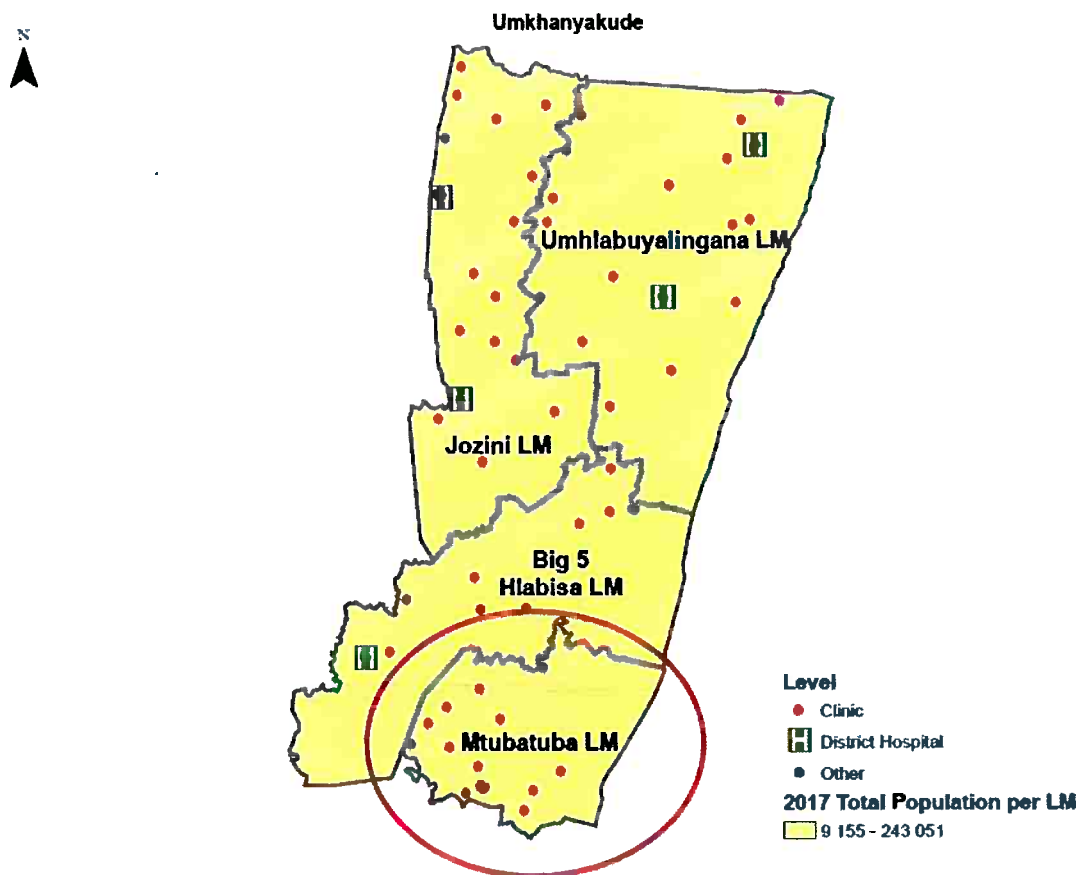 Umkhanyakude
N
H
H
Umhlabuyalingana LM
H
H
Jozini LM
Big 5
Hlabisa LM
H
Mtubatuba LM
Level
Clinic
H District Hospital
Other
2017 Total Population per LM
9 155 - 243 051